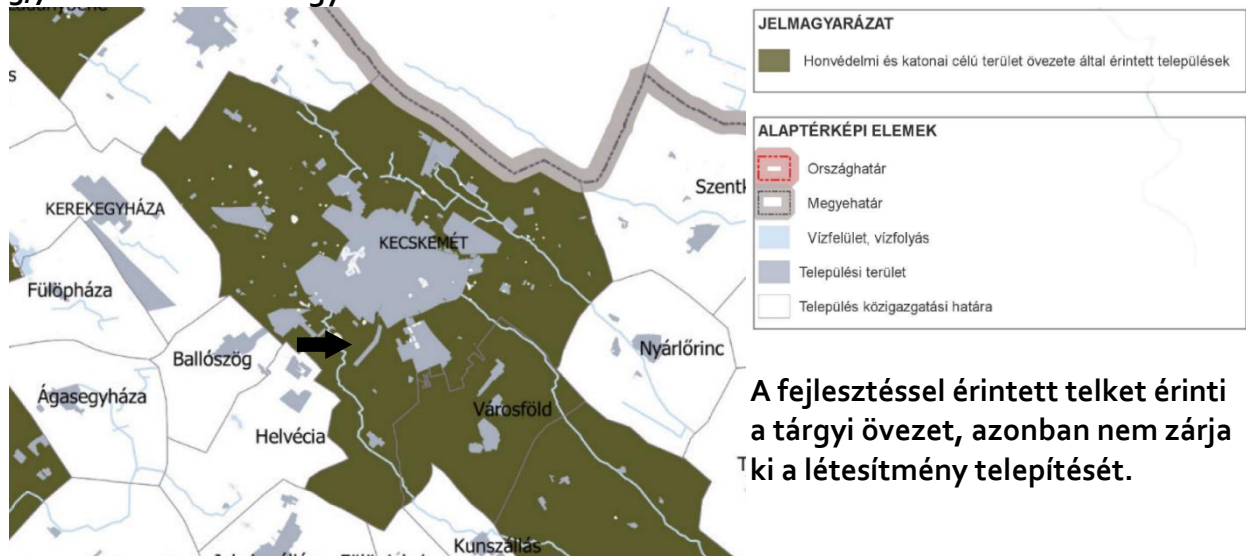 JELMAGYARÁZAT
Honvédelmi és katonai célú terület övezete által érintett települések
ALAPTÉRKÉPI ELEMEK
Országhatár
Megyehatár
Vízfelület, vízfolyás
Települési terület
Település közigazgatási határa
KEREKEGYHÁZA
KECSKEMÉT
Fülöpháza
Ballószög
Nyárlőrinc
Ágasegyháza
Városföld
Helvécia
Kunszállás
A fejlesztéssel érintett telket érinti
a tárgyi övezet, azonban nem zárja
ki a létesítmény telepítését.